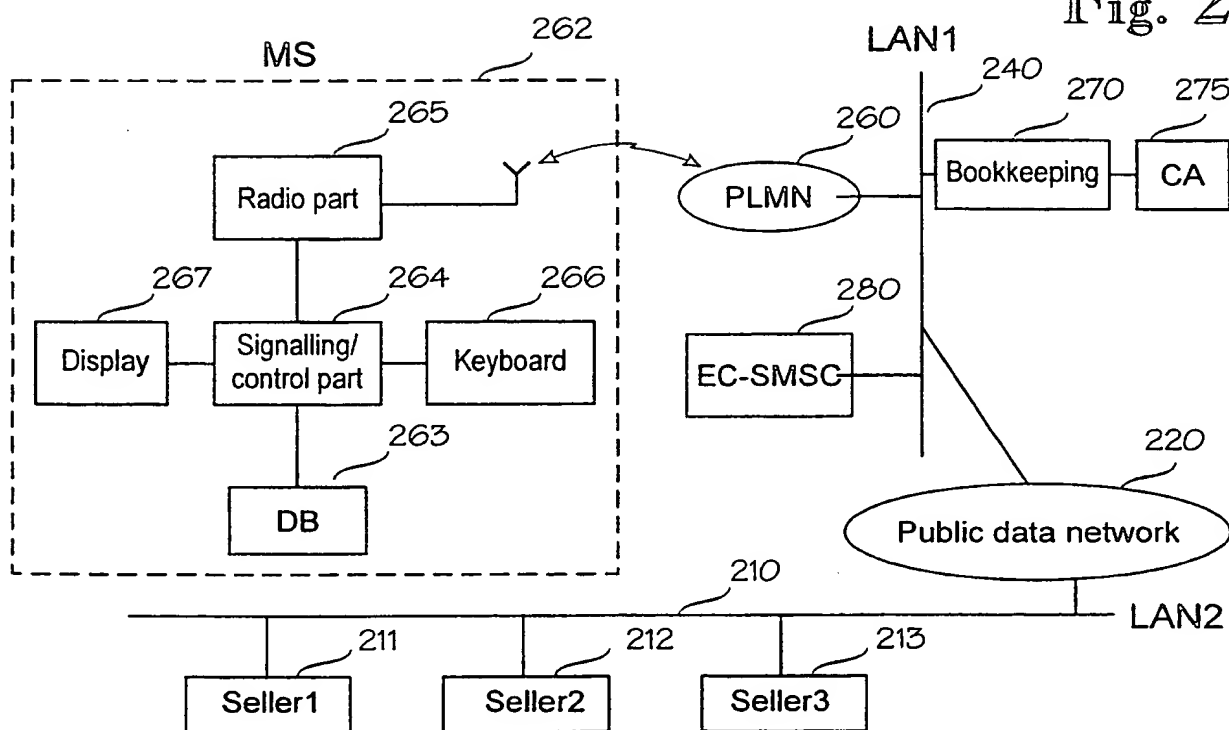 Fig. 2
262
MS
LAN1
240
270
275
265
260
Radio part
PLMN
Bookkeeping
CA
267
264
266
280
Display
Signalling/
control part
Keyboard
EC-SMSC
263
220
DB
Public data network
210
LAN2
211
212
213
Seller1
Seller2
Seller3